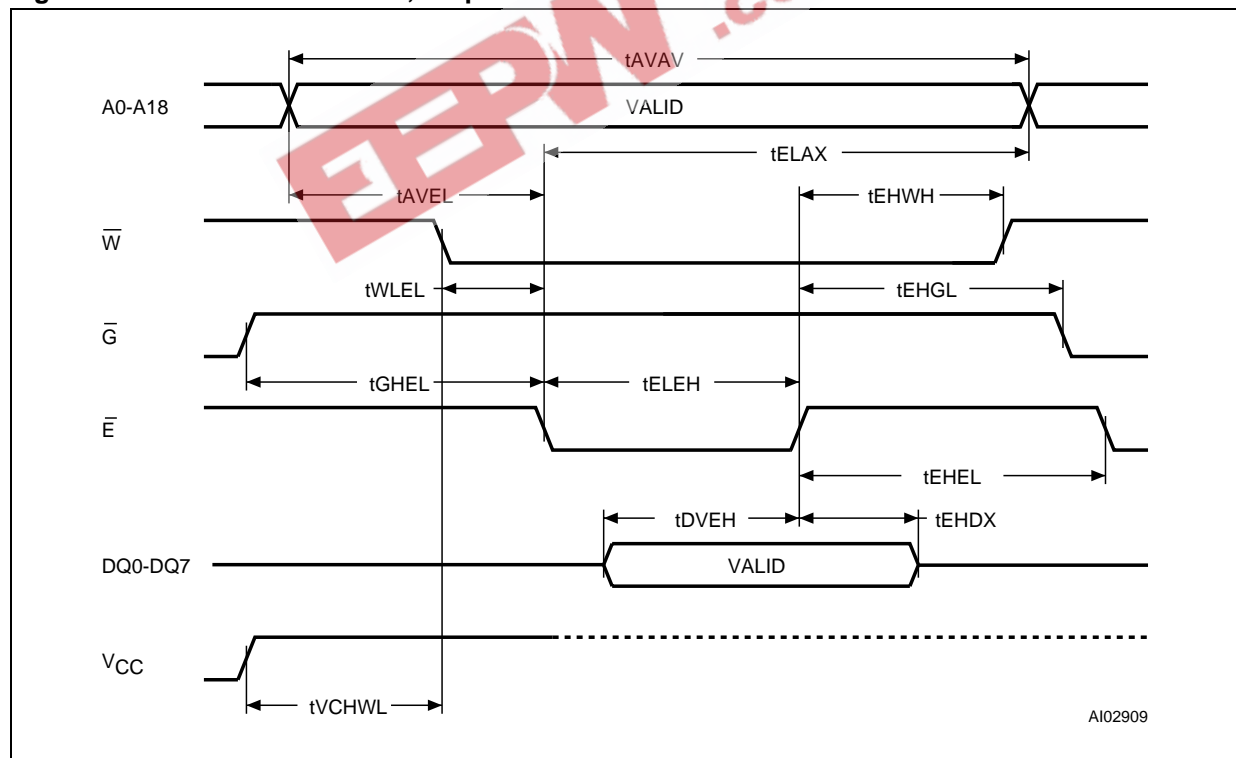 tAVAV
A0-A18
VALID
tELAX
tAVEL
tEHWH
W
tWLEL
tEHGL
G
tGHEL
tELEH
E
tEHEL
tDVEH
tEHDX
DQ0-DQ7
VALID
VCC
tVCHWL
AI02909
EEPW